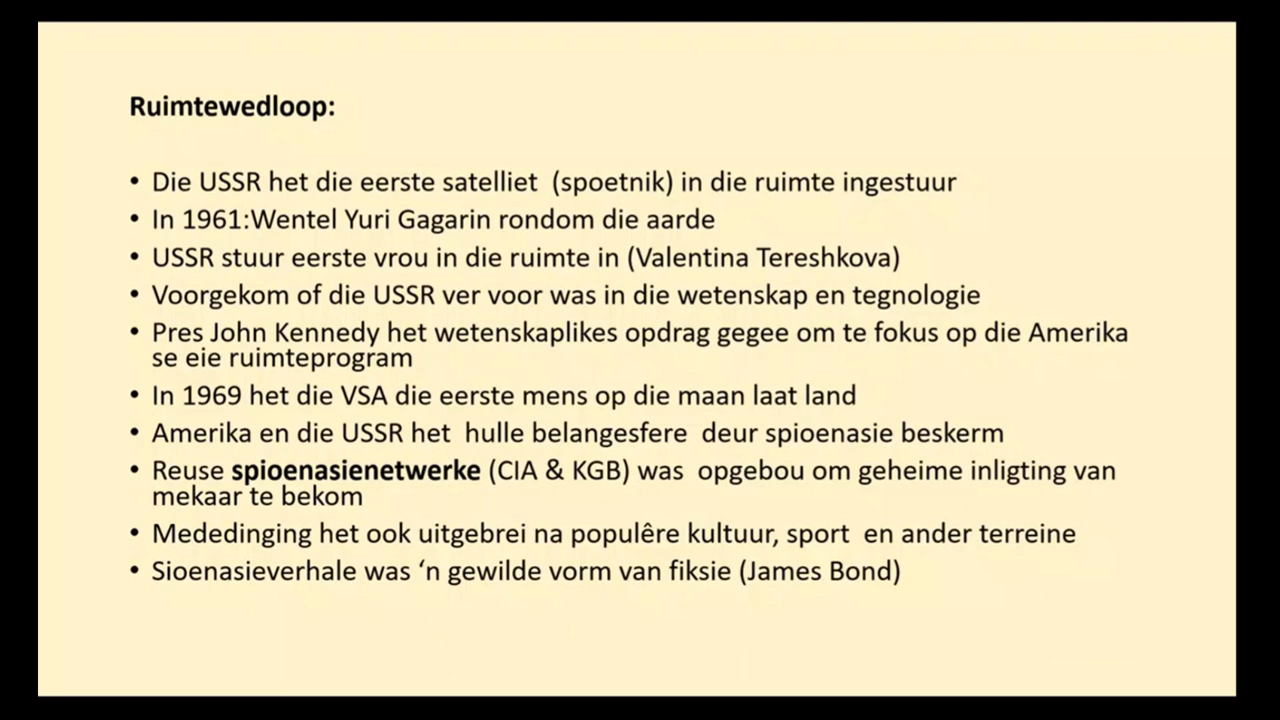 Ruimtewedloop:
• Die USSR het die eerste satelliet  (spoetnik) in die ruimte ingestuur
• In 1961:Wentel Yuri Gagarin rondom die aarde
• USSR stuur eerste vrou in die ruimte in (Valentina Tereshkova)
• Voorgekom of die USSR ver voor was in die wetenskap en tegnologie
• Pres John Kennedy het wetenskaplikes opdrag gegee om te fokus op die Amerika
se eie ruimteprogram
• In 1969 het die VSA die eerste mens op die maan laat land
• Amerika en die USSR het  hulle belangesfere  deur spioenasie beskerm
• Reuse spioenasienetwerke (CIA & KGB) was  opgebou om geheime inligting van
mekaar te bekom
• Mededinging het ook uitgebrei na populêre kultuur, sport  en ander terreine
• Sioenasieverhale was ‘n gewilde vorm van fiksie (James Bond)